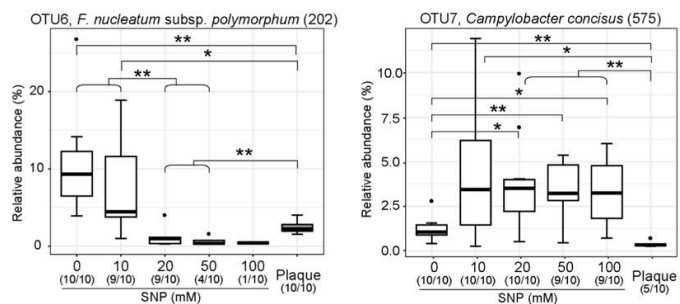 OTU6, F. nucleatum subsp. polymorphum (202)
**
*
**
**
Relative abundance (%)
20
10
0
0 10 20 50 100 Plaque
(10/10) (9/10) (9/10) (4/10) (1/10) (10/10)
SNP (mM)
OTU7, Campylobacter concisus (575)
**
*
**
*
**
*
Relative abundance (%)
10.0
7.5
5.0
2.5
0.0
0 10 20 50 100 Plaque
(10/10) (10/10) (10/10) (9/10) (9/10) (5/10)
SNP (mM)